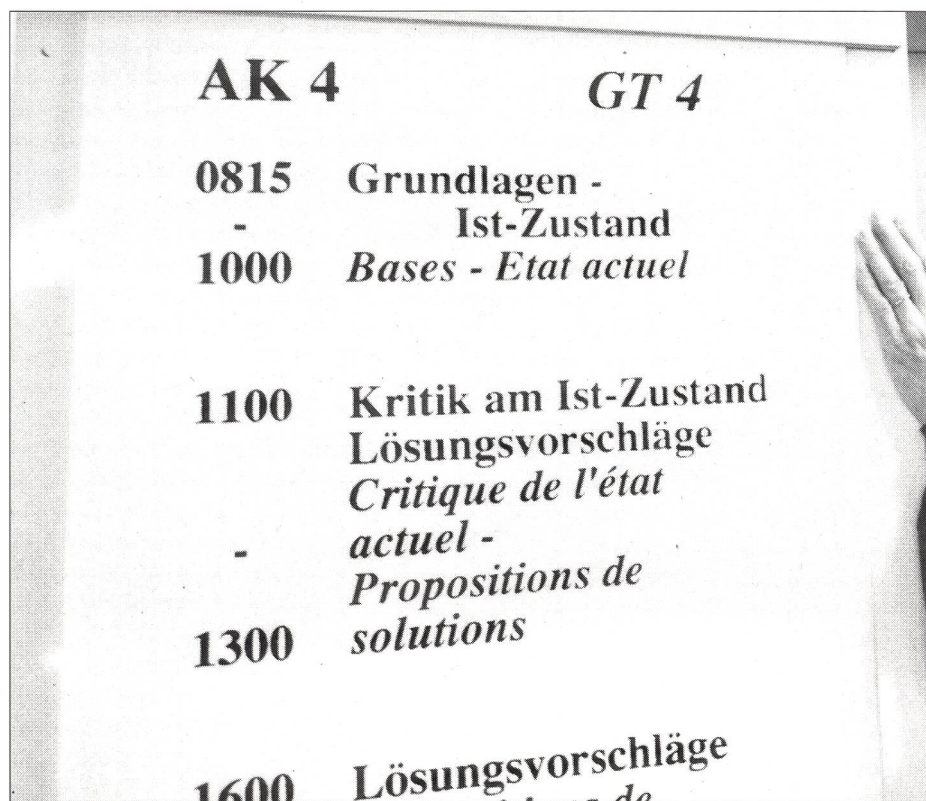 AK 4 GT 4
0815 Grundlagen -
- Ist-Zustand
1000 Bases - Etat actuel
1100 Kritik am Ist-Zustand
Lösungsvorschläge
Critique de l'état
- actuel -
Propositions de
1300 solutions
1600 Lösungsvorschläge
de